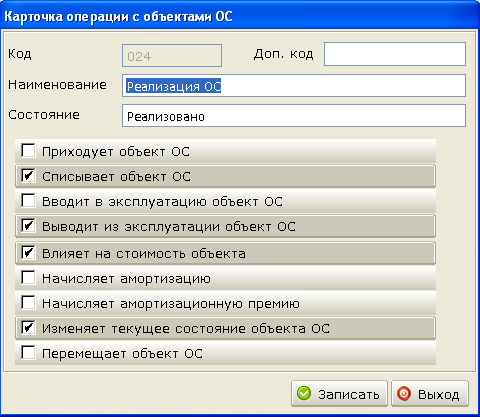 Карточка операции с объектами ОС
Код 024 Доп. код
Наименование Реализация ОС
Состояние Реализовано
Приходует объект ОС
Списывает объект ОС
Вводит в эксплуатацию объект ОС
Выводит из эксплуатации объект ОС
Влияет на стоимость объекта
Начисляет амортизацию
Начисляет амортизационную премию
Изменяет текущее состояние объекта ОС
Перемещает объект ОС
Записать Выход